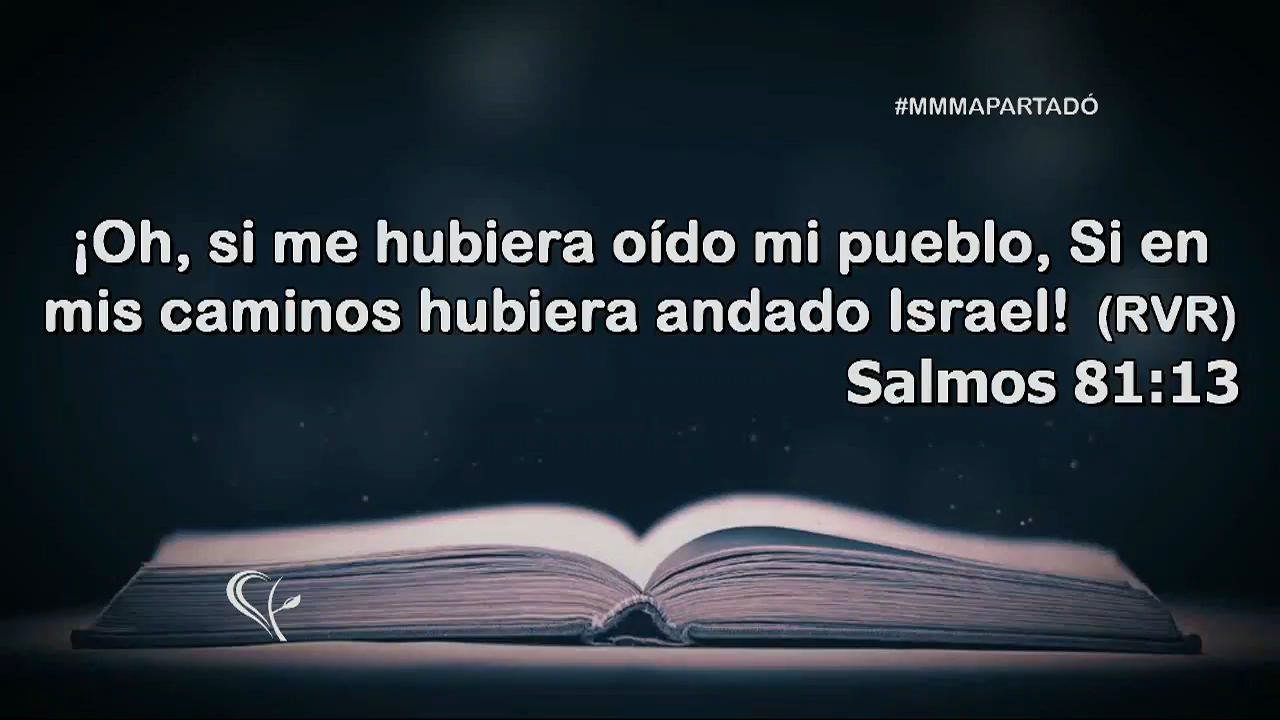 #MMMAPARTADÓ
¡Oh, si me hubiera oído mi pueblo, Si en
mis caminos hubiera andado Israel! (RVR)
Salmos 81:13